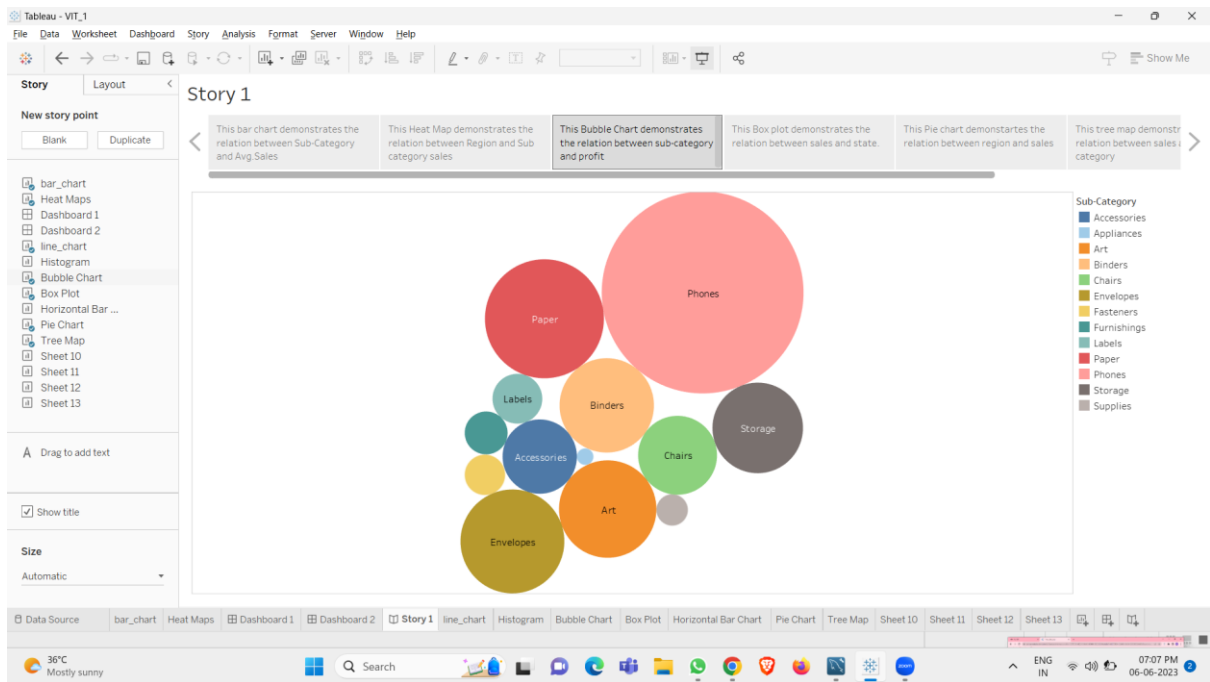 Tableau - VIT_1
File Data Worksheet Dashboard Story Analysis Format Server Window Help
Show Me
Story Layout
New story point
Blank Duplicate
bar_chart
Heat Maps
Dashboard 1
Dashboard 2
line_chart
Histogram
Bubble Chart
Box Plot
Horizontal Bar ...
Pie Chart
Tree Map
Sheet 10
Sheet 11
Sheet 12
Sheet 13
A Drag to add text
Show title
Size
Automatic
Story 1
This bar chart demonstrates the
relation between Sub-Category
and Avg Sales
This Heat Map demonstrates the
relation between Region and Sub
category sales
This Bubble Chart demonstrates
the relation between sub-category
and profit
This Box plot demonstrates the
relation between sales and state.
This Pie chart demonstartes the
relation between region and sales
This tree map demonstr
relation between sales
category
Phones
Paper
Labels
Binders
Storage
Accessories
Chairs
Art
Envelopes
Sub-Category
Accessories
Appliances
Art
Binders
Chairs
Envelopes
Fasteners
Furnishings
Labels
Paper
Phones
Storage
Supplies
Data Source bar_chart Heat Maps Dashboard 1 Dashboard 2 Story 1 line_chart Histogram Bubble Chart Box Plot Horizontal Bar Chart Pie Chart Tree Map Sheet 10 Sheet 11 Sheet 12 Sheet 13
36°C
Mostly sunny
Search
ENG
IN
07:07 PM
06-06-2023
2